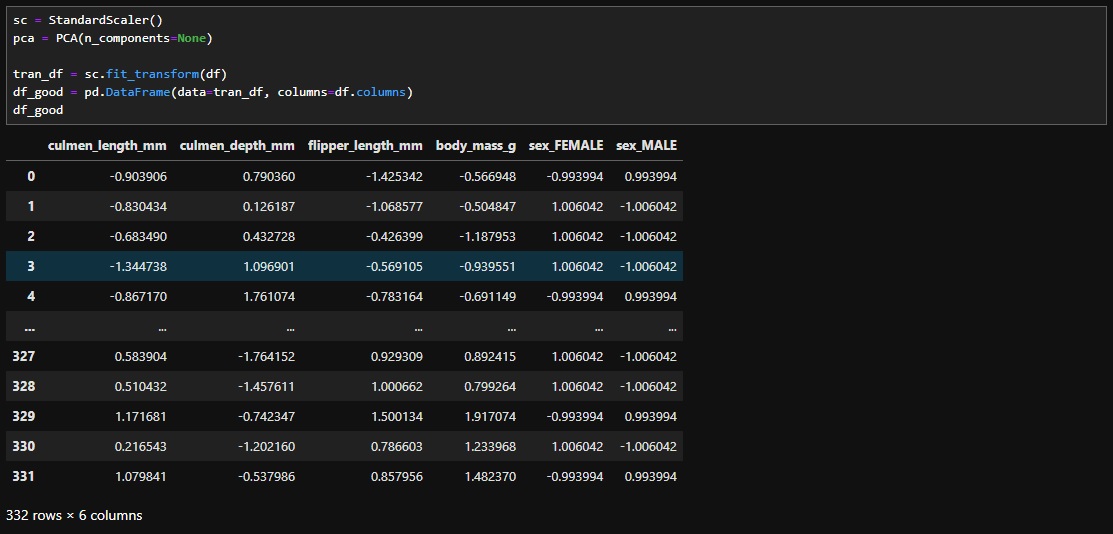 sc = StandardScaler()
pca = PCA(n_components=None)
tran_df = sc.fit_transform(df)
df_good = pd.DataFrame(data=tran_df, columns=df.columns)
df_good
culmen_length_mm culmen_depth_mm flipper_length_mm body_mass_g sex_FEMALE sex_MALE
0 -0.903906 0.790360 -1.425342 -0.566948 -0.993994 0.993994
1 -0.830434 0.126187 -1.068577 -0.504847 1.006042 -1.006042
2 -0.683490 0.432728 -0.426399 -1.187953 1.006042 -1.006042
3 -1.344738 1.096901 -0.569105 -0.939551 1.006042 -1.006042
4 -0.867170 1.761074 -0.783164 -0.691149 -0.993994 0.993994
... ... ... ... ... ... ...
327 0.583904 -1.764152 0.929309 0.892415 1.006042 -1.006042
328 0.510432 -1.457611 1.000662 0.799264 1.006042 -1.006042
329 1.171681 -0.742347 1.500134 1.917074 -0.993994 0.993994
330 0.216543 -1.202160 0.786603 1.233968 1.006042 -1.006042
331 1.079841 -0.537986 0.857956 1.482370 -0.993994 0.993994
332 rows × 6 columns